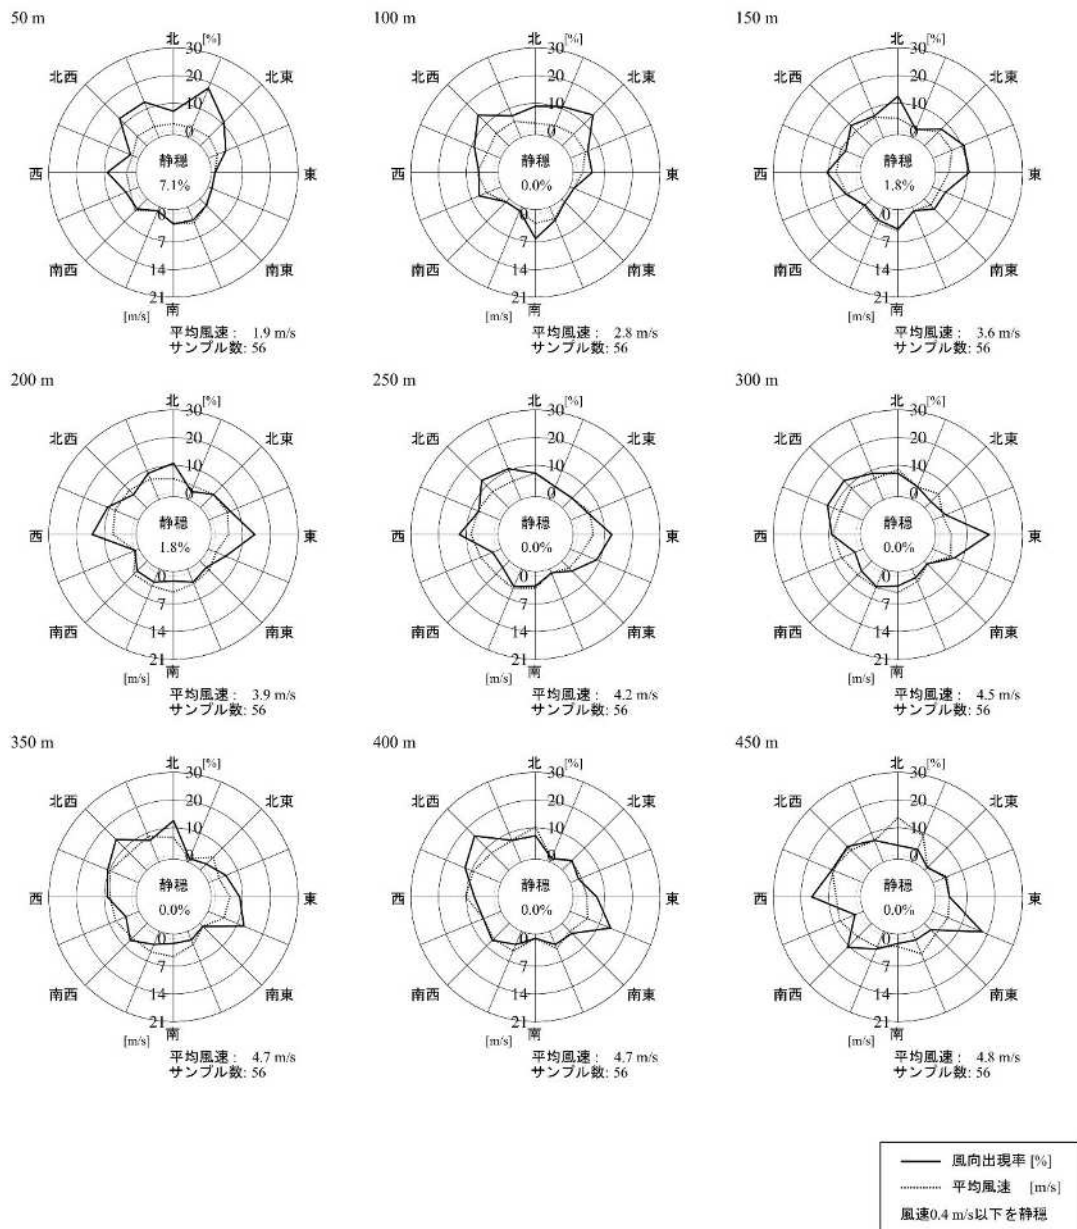 50 m
北 [%]
30
20
10
0
北西
北東
西
静穏
7.1%
東
南西
南東
0
7
14
21
南
[m/s]
平均風速： 1.9 m/s
サンプル数: 56
100 m
北 [%]
30
20
10
0
北西
北東
西
静穏
0.0%
東
南西
南東
0
7
14
21
南
[m/s]
平均風速： 2.8 m/s
サンプル数: 56
150 m
北 [%]
30
20
10
0
北西
北東
西
静穏
1.8%
東
南西
南東
0
7
14
21
南
[m/s]
平均風速： 3.6 m/s
サンプル数: 56
200 m
北 [%]
30
20
10
0
北西
北東
西
静穏
1.8%
東
南西
南東
0
7
14
21
南
[m/s]
平均風速： 3.9 m/s
サンプル数: 56
250 m
北 [%]
30
20
10
0
北西
北東
西
静穏
0.0%
東
南西
南東
0
7
14
21
南
[m/s]
平均風速： 4.2 m/s
サンプル数: 56
300 m
北 [%]
30
20
10
0
北西
北東
西
静穏
0.0%
東
南西
南東
0
7
14
21
南
[m/s]
平均風速： 4.5 m/s
サンプル数: 56
350 m
北 [%]
30
20
10
0
北西
北東
西
静穏
0.0%
東
南西
南東
0
7
14
21
南
[m/s]
平均風速： 4.7 m/s
サンプル数: 56
400 m
北 [%]
30
20
10
0
北西
北東
西
静穏
0.0%
東
南西
南東
0
7
14
21
南
[m/s]
平均風速： 4.7 m/s
サンプル数: 56
450 m
北 [%]
30
20
10
0
北西
北東
西
静穏
0.0%
東
南西
南東
0
7
14
21
南
[m/s]
平均風速： 4.8 m/s
サンプル数: 56
風向出現率 [%]
平均風速 [m/s]
風速0.4 m/s以下を静穏